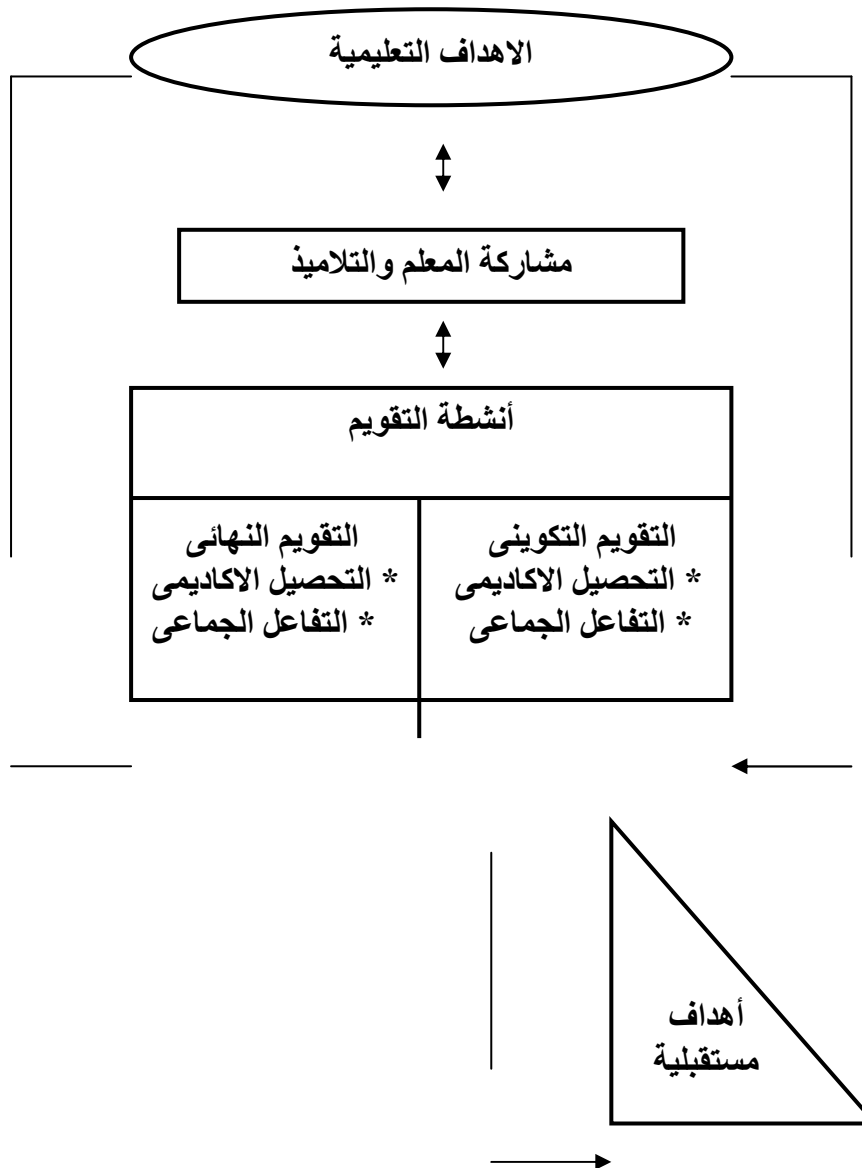 الاهداف التعليمية
مشاركة المعلم والتلاميذ
أنشطة التقويم
التقويم التكوينى
* التحصيل الاكاديمى
* التفاعل الجماعى
التقويم النهائى
* التحصيل الاكاديمى
* التفاعل الجماعى
أهداف
مستقبلية